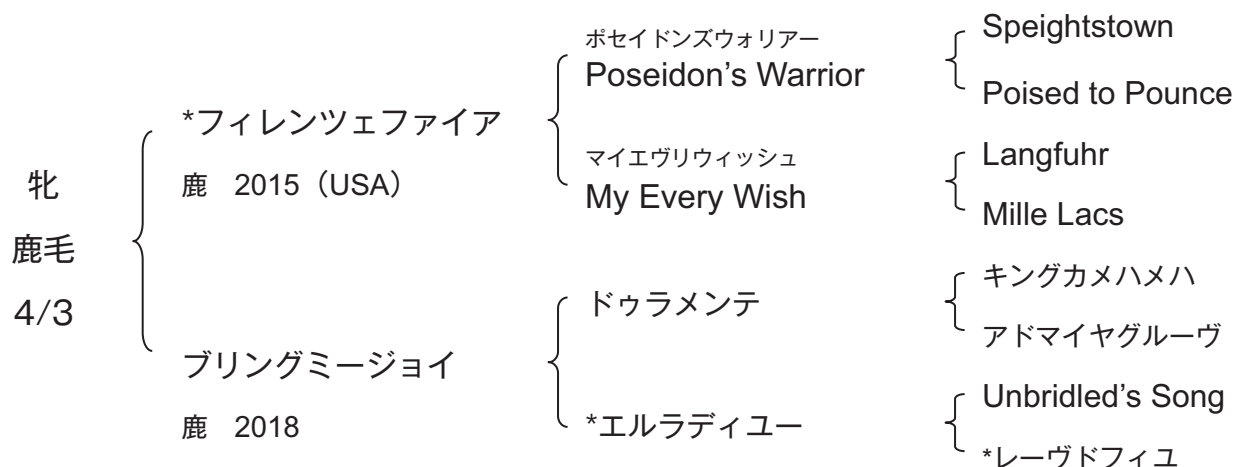 牝
鹿毛
4/3
*フィレンツェファイア
鹿 2015（USA）
ブリングミージョイ
鹿 2018
ポセイドンズウォリアー
Poseidon's Warrior
マイエヴリウィッシュ
My Every Wish
ドゥラメンテ
*エルラディユー
Speightstown
Poised to Pounce
Langfuhr
Mille Lacs
キングカメハメハ
アドマイヤグルーヴ
Unbridled's Song
*レーヴドフィユ